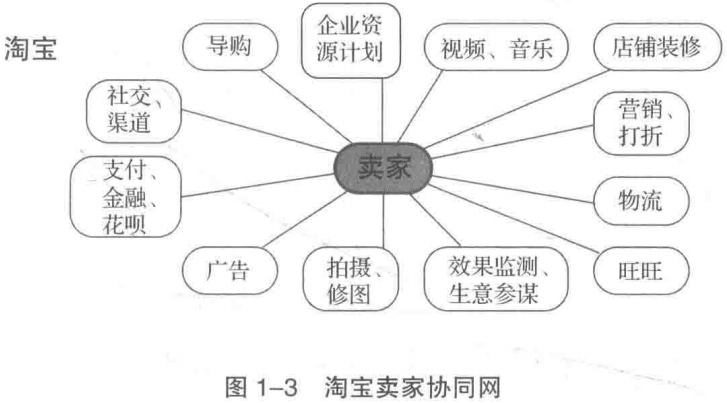 淘宝
导购
企业资
源计划
视频、音乐
店铺装修
社交、
渠道
营销、
打折
卖家
支付、
金融、
花呗
物流
广告
拍摄、
修图
效果监测、
生意参谋
旺旺
图 1–3　淘宝卖家协同网